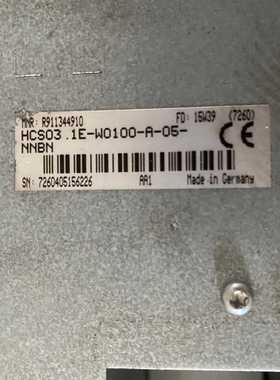 MNR: R911344910 FD: 15W39 (7260)
HCS03.1E-W0100-A-05-
NNBN
CE
SN: 7260405156226 AA1 Made in Germany